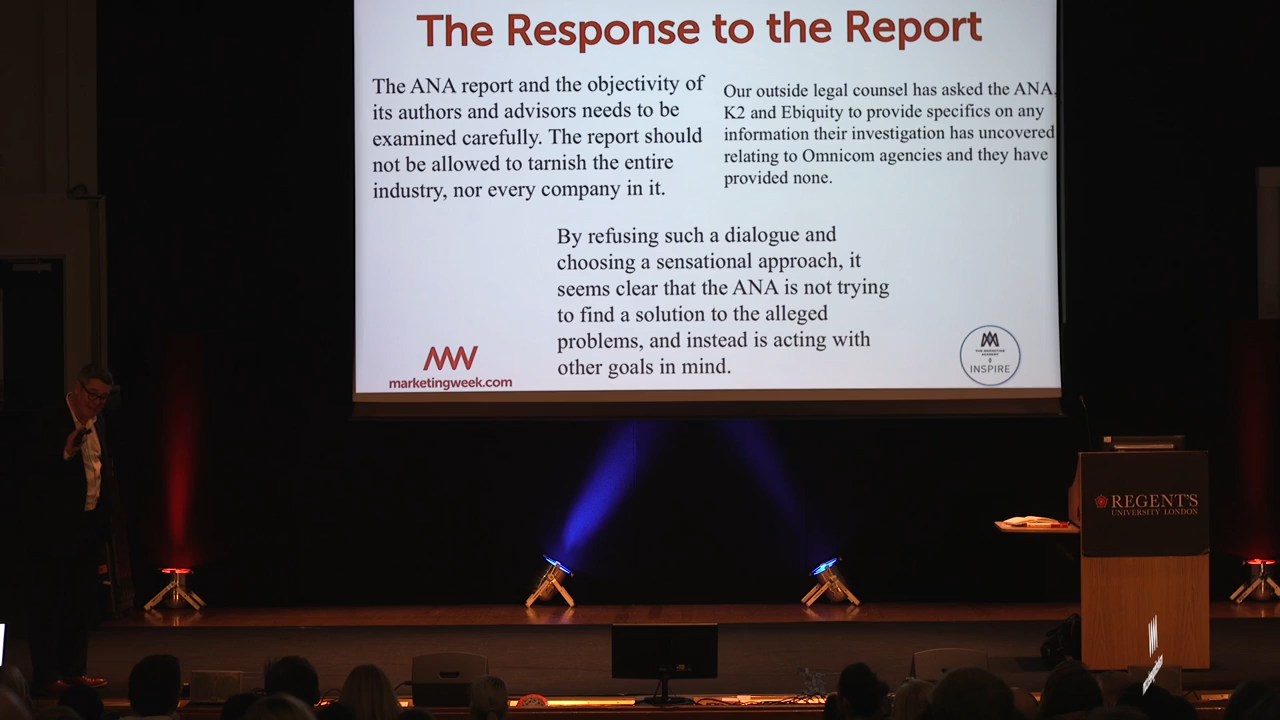 The Response to the Report
The ANA report and the objectivity of
its authors and advisors needs to be
examined carefully. The report should
not be allowed to tarnish the entire
industry, nor every company in it.
Our outside legal counsel has asked the ANA,
K2 and Ebiquity to provide specifics on any
information their investigation has uncovered
relating to Omnicom agencies and they have
provided none.
By refusing such a dialogue and
choosing a sensational approach, it
seems clear that the ANA is not trying
to find a solution to the alleged
problems, and instead is acting with
other goals in mind.
marketingweek.com
THE MARKETING
ACADEMY
INSPIRE
REGENT'S
UNIVERSITY LONDON